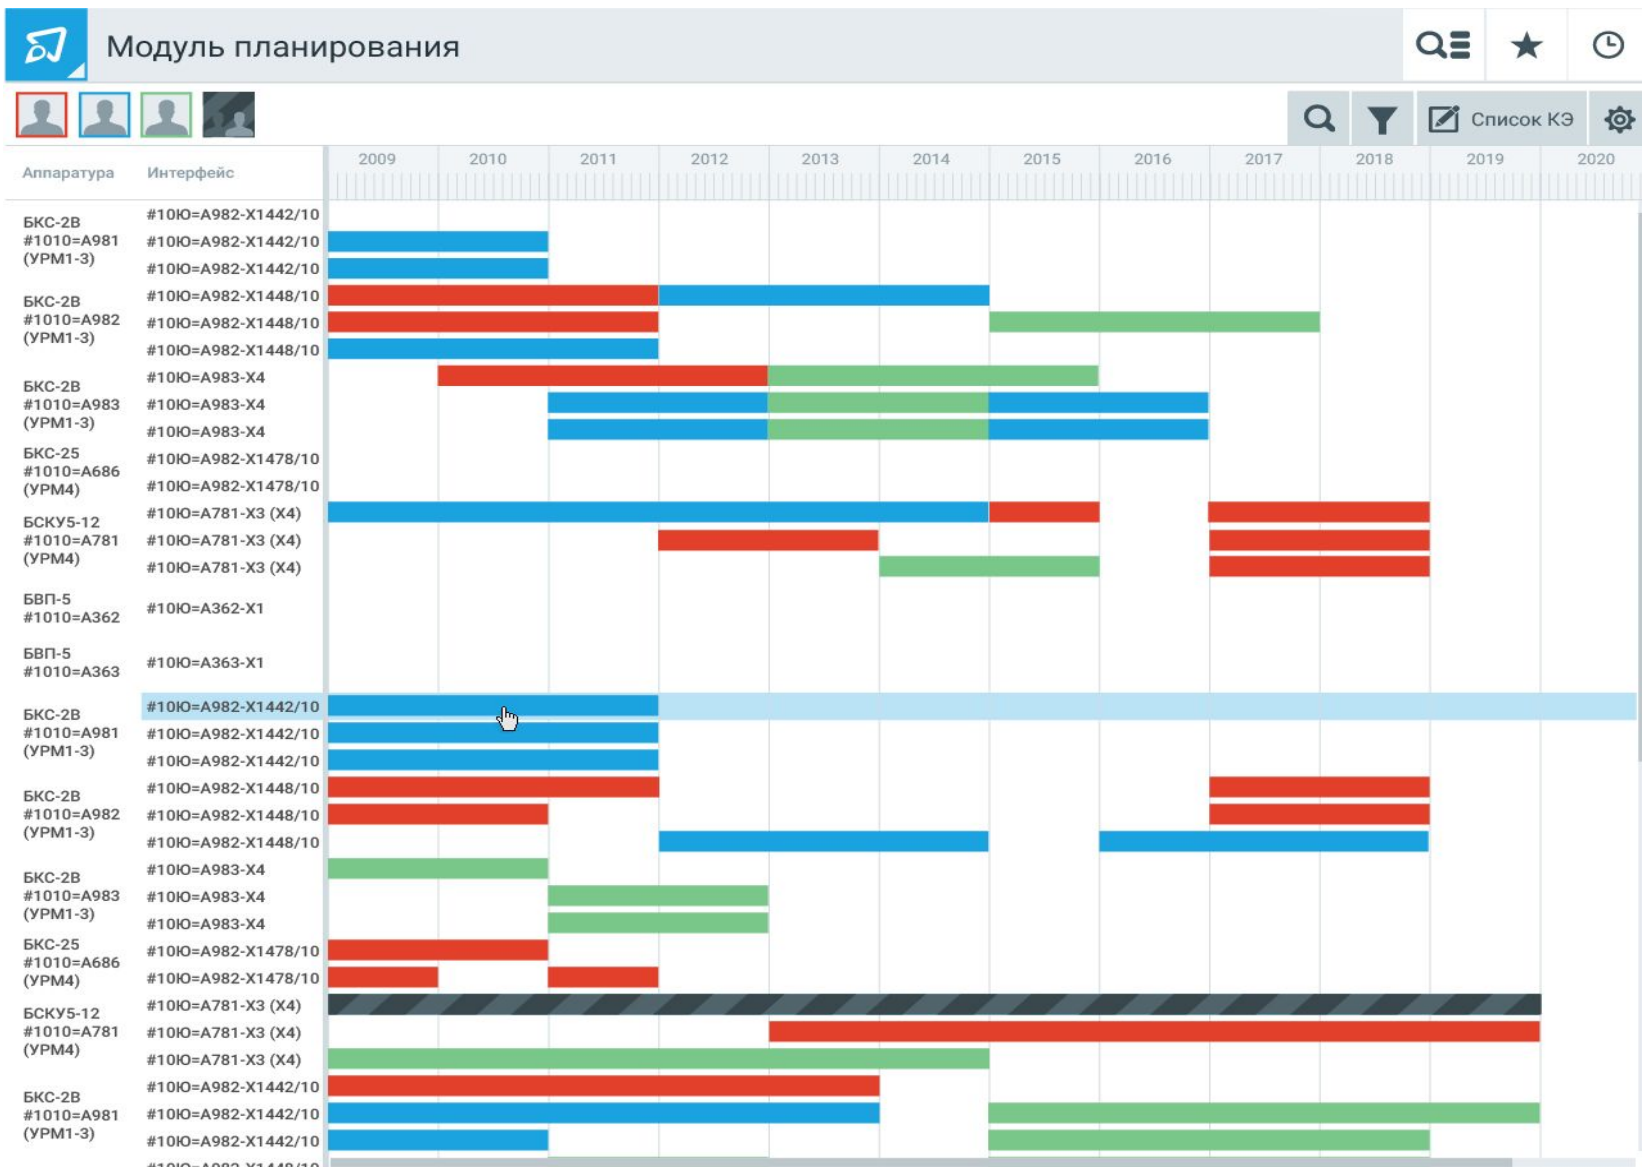 Модуль планирования
Список КЭ
Аппаратура Интерфейс 2009 2010 2011 2012 2013 2014 2015 2016 2017 2018 2019 2020
БКС-2В
#1010=А981
(УРМ1-3)
#10Ю=А982-Х1442/10
#10Ю=А982-Х1442/10
#10Ю=А982-Х1442/10
БКС-2В
#1010=А982
(УРМ1-3)
#10Ю=А982-Х1448/10
#10Ю=А982-Х1448/10
#10Ю=А982-Х1448/10
БКС-2В
#1010=А983
(УРМ1-3)
#10Ю=А983-Х4
#10Ю=А983-Х4
#10Ю=А983-Х4
БКС-25
#1010=А686
(УРМ4)
#10Ю=А982-Х1478/10
#10Ю=А982-Х1478/10
БСКУ5-12
#1010=А781
(УРМ4)
#10Ю=А781-Х3 (Х4)
#10Ю=А781-Х3 (Х4)
#10Ю=А781-Х3 (Х4)
БВП-5
#1010=А362
#10Ю=А362-Х1
БВП-5
#1010=А363
#10Ю=А363-Х1
БКС-2В
#1010=А981
(УРМ1-3)
#10Ю=А982-Х1442/10
#10Ю=А982-Х1442/10
#10Ю=А982-Х1442/10
БКС-2В
#1010=А982
(УРМ1-3)
#10Ю=А982-Х1448/10
#10Ю=А982-Х1448/10
#10Ю=А982-Х1448/10
БКС-2В
#1010=А983
(УРМ1-3)
#10Ю=А983-Х4
#10Ю=А983-Х4
#10Ю=А983-Х4
БКС-25
#1010=А686
(УРМ4)
#10Ю=А982-Х1478/10
#10Ю=А982-Х1478/10
БСКУ5-12
#1010=А781
(УРМ4)
#10Ю=А781-Х3 (Х4)
#10Ю=А781-Х3 (Х4)
#10Ю=А781-Х3 (Х4)
БКС-2В
#1010=А981
(УРМ1-3)
#10Ю=А982-Х1442/10
#10Ю=А982-Х1442/10
#10Ю=А982-Х1442/10